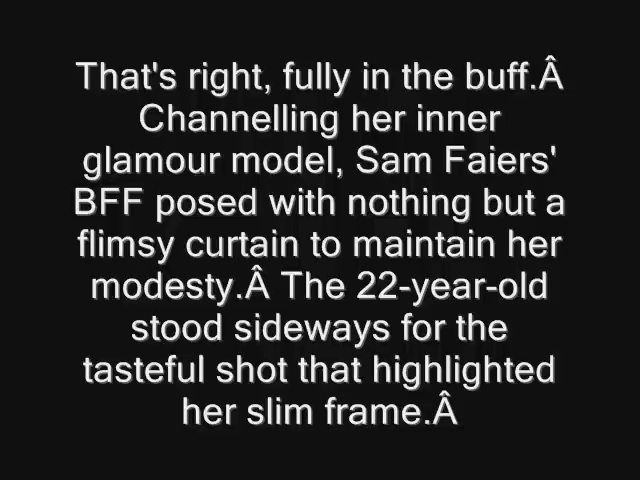 That's right, fully in the buff.Â
Channelling her inner
glamour model, Sam Faiers'
BFF posed with nothing but a
flimsy curtain to maintain her
modesty.Â The 22-year-old
stood sideways for the
tasteful shot that highlighted
her slim frame.Â